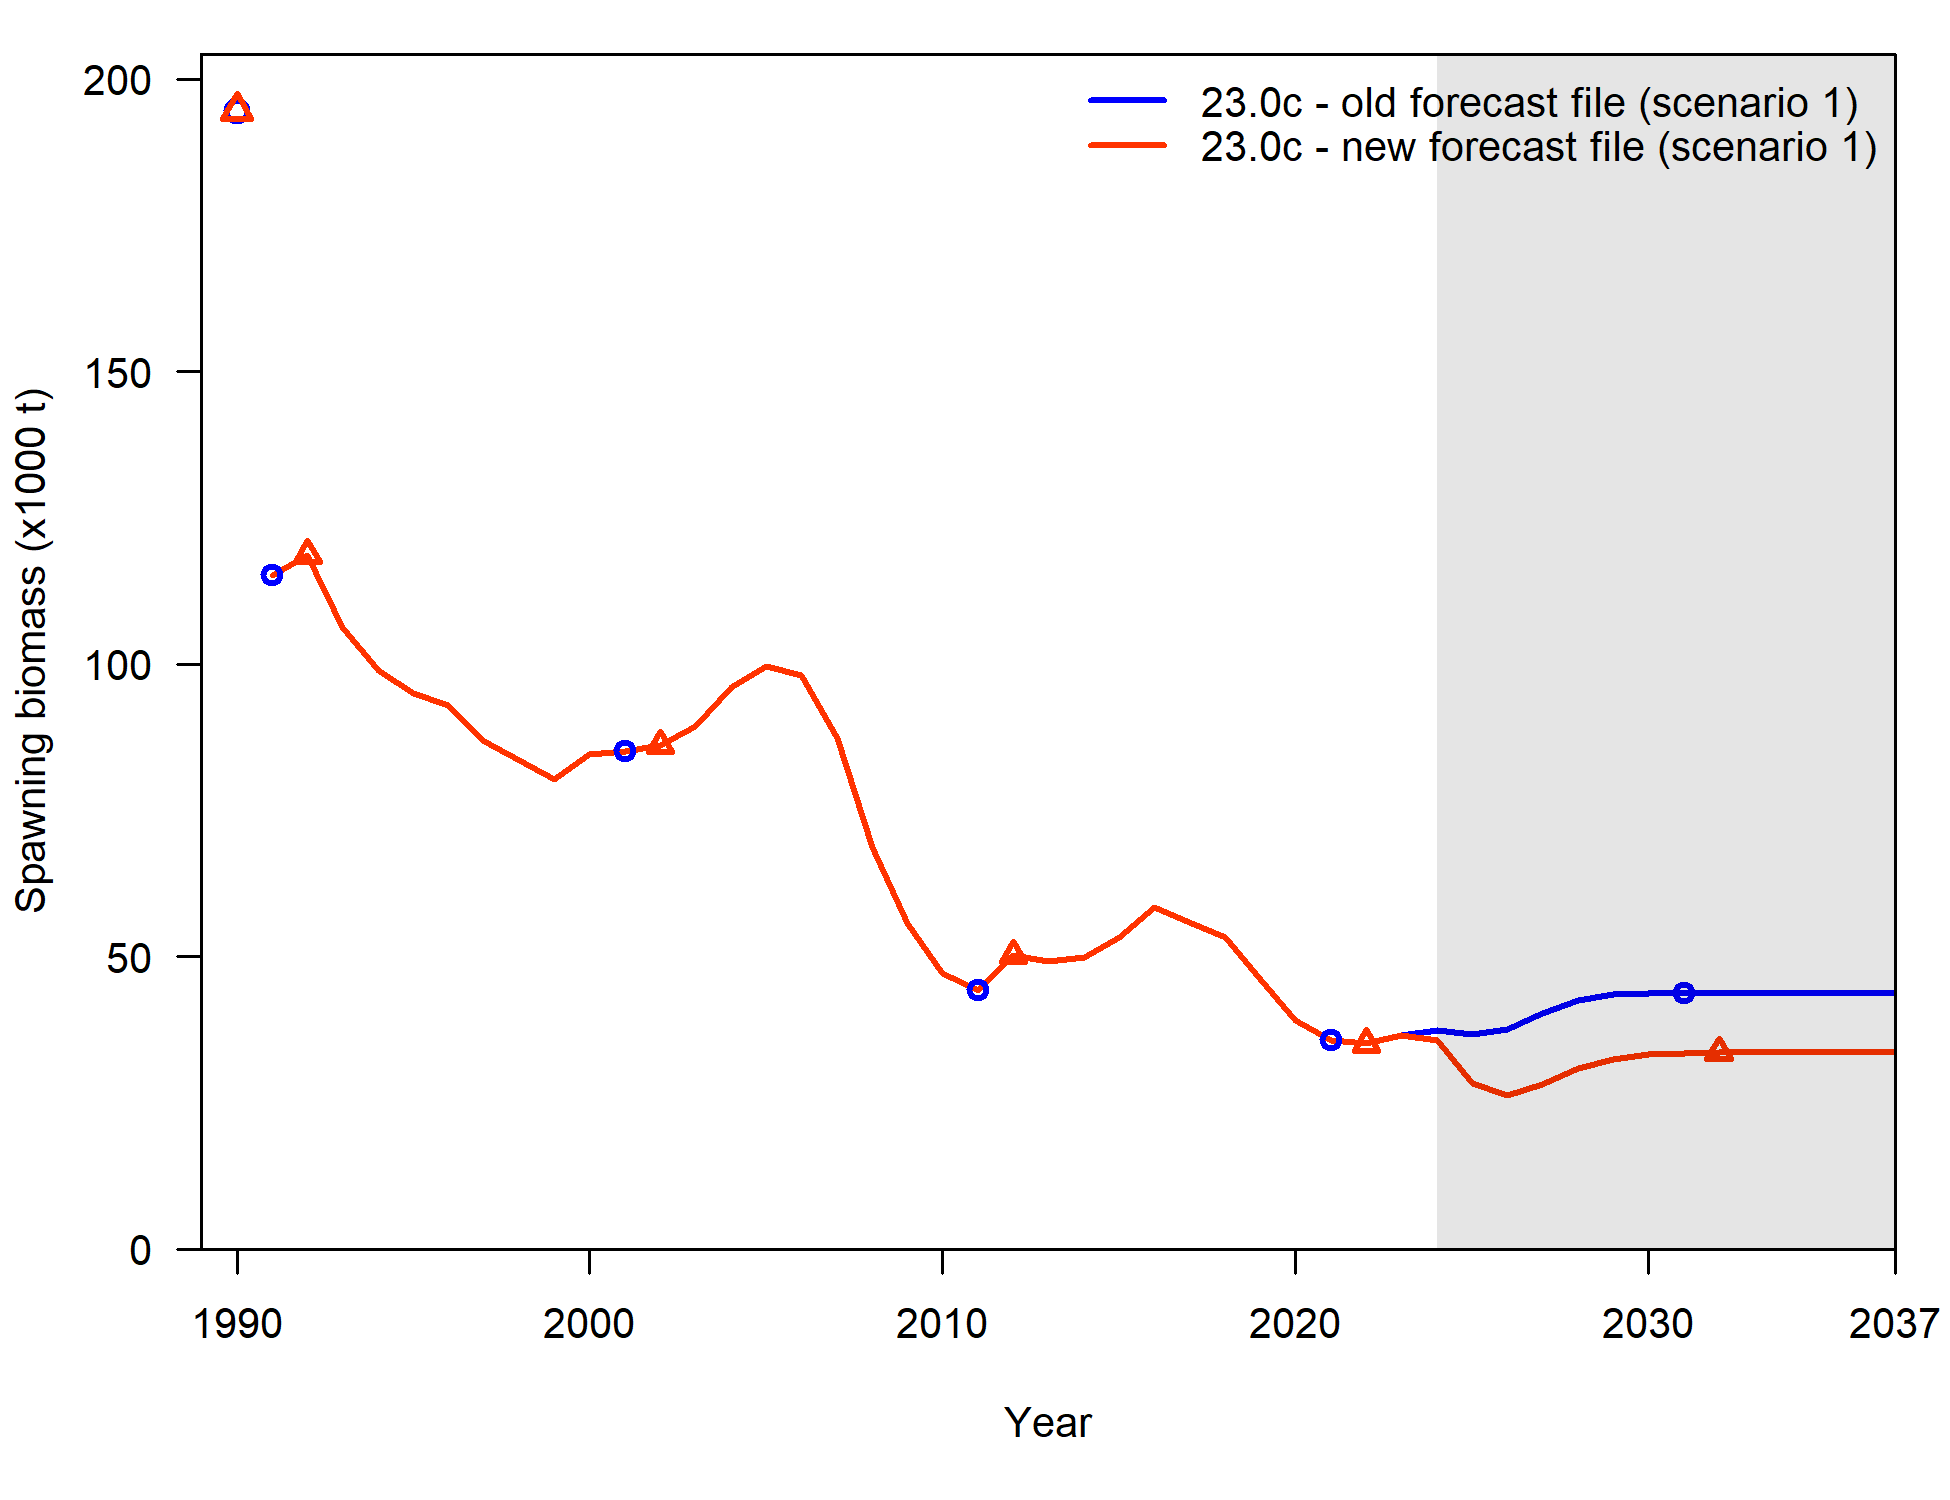 23.0c - old forecast file (scenario 1)
23.0c - new forecast file (scenario 1)
Spawning biomass (x1000 t)
200
150
100
50
0
1990 2000 2010 2020 2030 2037
Year